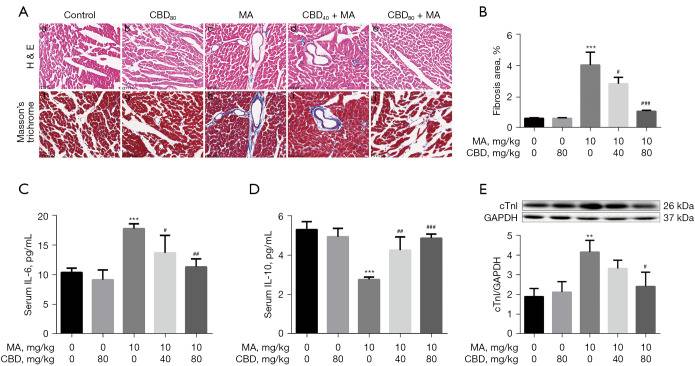 A
Control
CBD80
MA
CBD40 + MA
CBD80 + MA
H & E
Masson's
trichrome
a
b
c
d
e
B
Fibrosis area, %
6
4
2
0
***
#
###
MA, mg/kg 0 0 10 10 10
CBD, mg/kg 0 80 0 40 80
C
Serum IL-6, pg/mL
20
15
10
5
0
***
#
##
MA, mg/kg 0 0 10 10 10
CBD, mg/kg 0 80 0 40 80
D
Serum IL-10, pg/mL
6
4
2
0
***
##
###
MA, mg/kg 0 0 10 10 10
CBD, mg/kg 0 80 0 40 80
E
cTnI 26 kDa
GAPDH 37 kDa
cTnI/GAPDH
5
4
3
2
1
0
**
#
MA, mg/kg 0 0 10 10 10
CBD, mg/kg 0 80 0 40 80